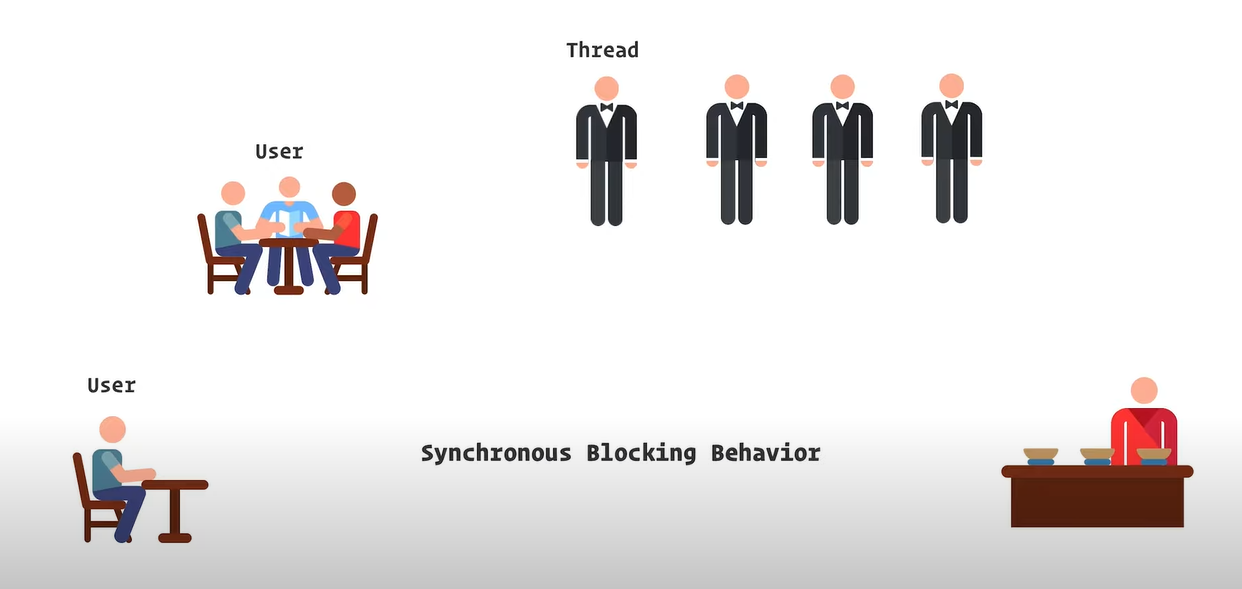 Thread
User
User
Synchronous Blocking Behavior